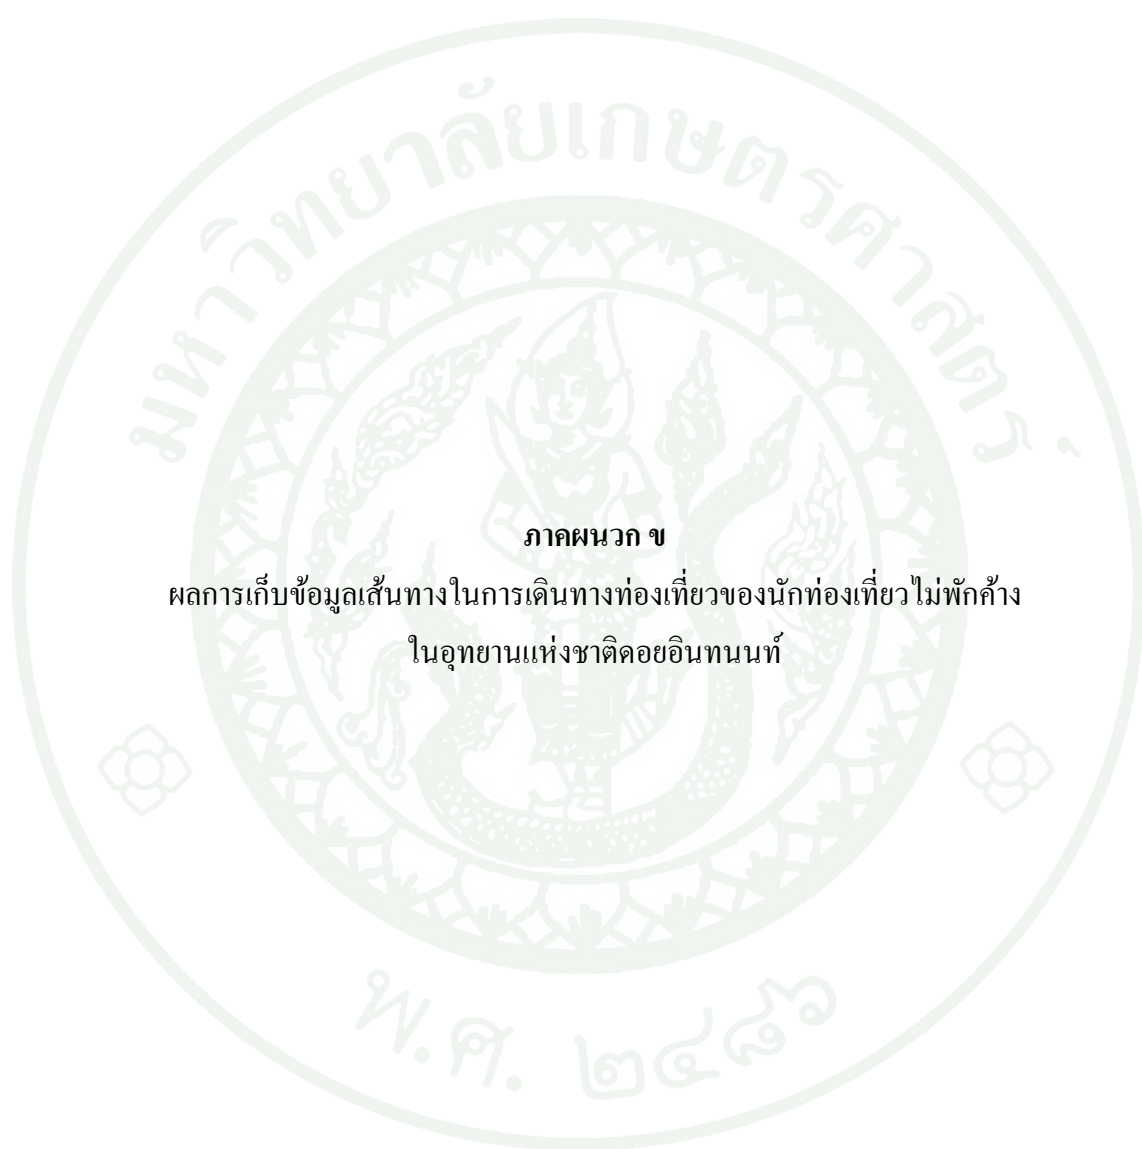 มหาวิทยาลัยเกษตรศาสตร์
ภาคผนวก ข
ผลการเก็บข้อมูลเส้นทางในการเดินทางท่องเที่ยวของนักท่องเที่ยวไม่พักค้าง
ในอุทยานแห่งชาติดอยอินทนนท์
พ.ศ. ๒๔๘๖